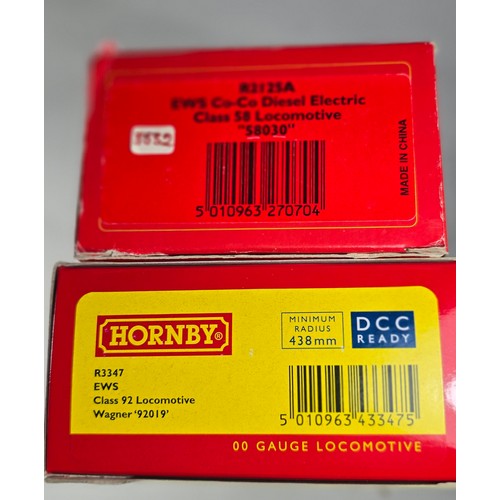 R2125A
EWS Co-Co Diesel Electric
Class 58 Locomotive
"58030"
5 010963 270704
MADE IN CHINA
HORNBY®
MINIMUM
RADIUS
438mm
DCC
READY
R3347
EWS
Class 92 Locomotive
Wagner '92019'
5 010963 433475
00 GAUGE LOCOMOTIVE